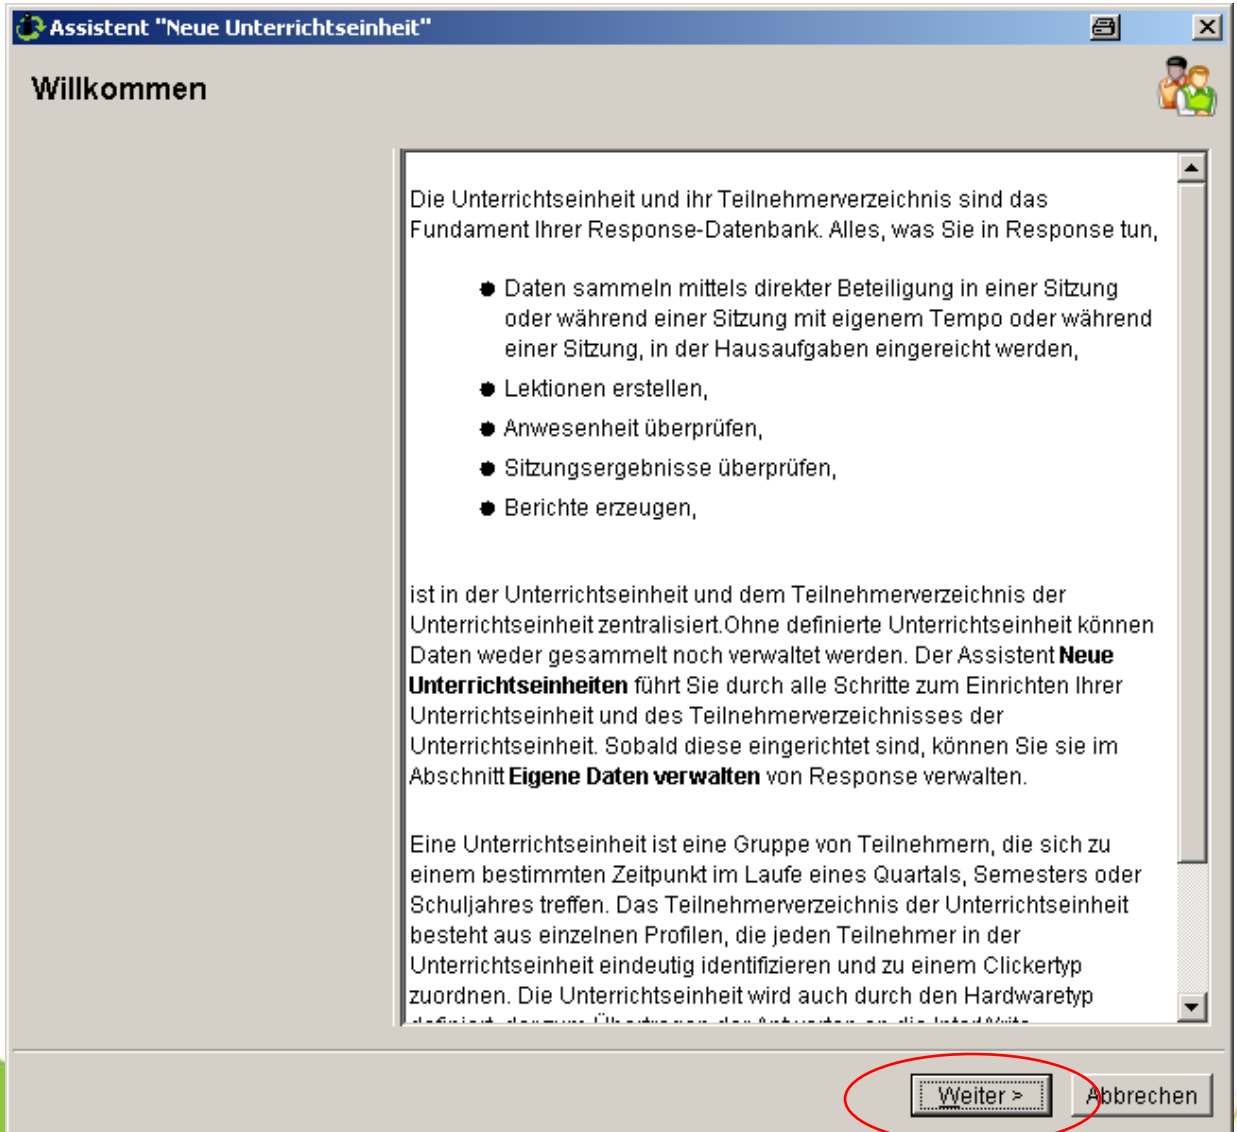 Assistent "Neue Unterrichtseinheit"
Willkommen
Die Unterrichtseinheit und ihr Teilnehmerverzeichnis sind das
Fundament Ihrer Response-Datenbank. Alles, was Sie in Response tun,
Daten sammeln mittels direkter Beteiligung in einer Sitzung
oder während einer Sitzung mit eigenem Tempo oder während
einer Sitzung, in der Hausaufgaben eingereicht werden,
Lektionen erstellen,
Anwesenheit überprüfen,
Sitzungsergebnisse überprüfen,
Berichte erzeugen,
ist in der Unterrichtseinheit und dem Teilnehmerverzeichnis der
Unterrichtseinheit zentralisiert.Ohne definierte Unterrichtseinheit können
Daten weder gesammelt noch verwaltet werden. Der Assistent Neue
Unterrichtseinheiten führt Sie durch alle Schritte zum Einrichten Ihrer
Unterrichtseinheit und des Teilnehmerverzeichnisses der
Unterrichtseinheit. Sobald diese eingerichtet sind, können Sie sie im
Abschnitt Eigene Daten verwalten von Response verwalten.
Eine Unterrichtseinheit ist eine Gruppe von Teilnehmern, die sich zu
einem bestimmten Zeitpunkt im Laufe eines Quartals, Semesters oder
Schuljahres treffen. Das Teilnehmerverzeichnis der Unterrichtseinheit
besteht aus einzelnen Profilen, die jeden Teilnehmer in der
Unterrichtseinheit eindeutig identifizieren und zu einem Clickertyp
zuordnen. Die Unterrichtseinheit wird auch durch den Hardwaretyp
Weiter >
Abbrechen